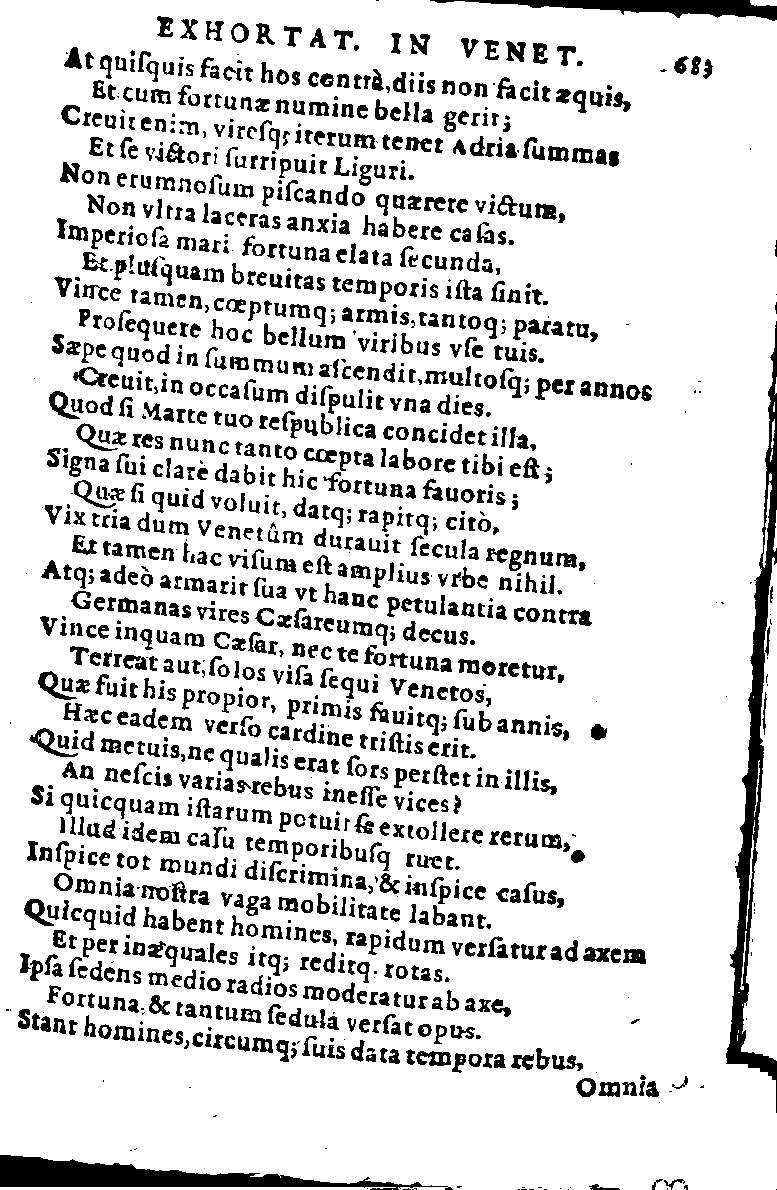 EXHORTAT. IN VENET. 683
At quiſquis facit hos contrà, diis non facit æquis,
Et cum fortunæ numine bella gerit;
Creuit enim, vireſq; iterum tenet Adria ſummas
Et ſe victori ſurripuit Liguri.
Non erumnoſum piſcando quærere victum,
Non vltra laceras anxia habere caſas.
Imperioſa mari fortuna elata ſecunda,
Et pluſquam breuitas temporis iſta ſinit.
Vince tamen, cœptumq; armis, tantoq; paratu,
Proſequere hoc bellum viribus vſe tuis.
Sæpe quod in ſummum aſcendit, multoſq; per annos
Creuit, in occaſum diſpulit vna dies.
Quod ſi Marte tuo reſpublica concidet illa,
Quæ res nunc tanto cœpta labore tibi eſt;
Signa ſui clarè dabit hic fortuna fauoris;
Quæ ſi quid voluit, datq; rapitq; citò,
Vix tria dum Venetûm durauit ſecula regnum,
Et tamen hac viſum eſt amplius vrbe nihil.
Atq; adeò armarit ſua vt hanc petulantia contra
Germanas vires Cæſareumq; decus.
Vince inquam Cæſar, nec te fortuna moretur,
Terreat aut, ſolos viſa ſequi Venetos,
Quæ fuit his propior, primis fauitq; ſub annis,
Hæc eadem verſo cardine triſtis erit.
Quid metuis, ne qualis erat ſors perſtet in illis,
An neſcis varias rebus ineſſe vices?
Si quicquam iſtarum potuit ſe extollere rerum,
Illud idem caſu temporibuſq ruet.
Inſpice tot mundi diſcrimina, & inſpice caſus,
Omnia noſtra vaga mobilitate labant.
Quicquid habent homines, rapidum verſatur ad axem
Et per inæquales itq; reditq. rotas.
Ipſa ſedens medio radios moderatur ab axe,
Fortuna, & tantum ſedula verſat opus.
Stant homines, circumq; ſuis data tempora rebus,
Omnia